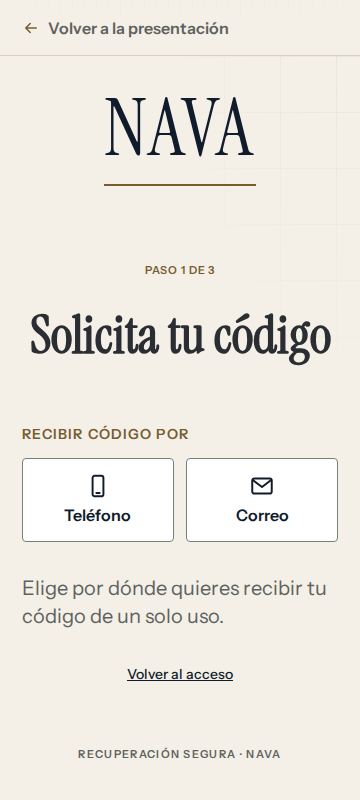 Volver a la presentación
NAVA
PASO 1 DE 3
Solicita tu código
RECIBIR CÓDIGO POR
Teléfono
Correo
Elige por dónde quieres recibir tu
código de un solo uso.
Volver al acceso
RECUPERACIÓN SEGURA · NAVA